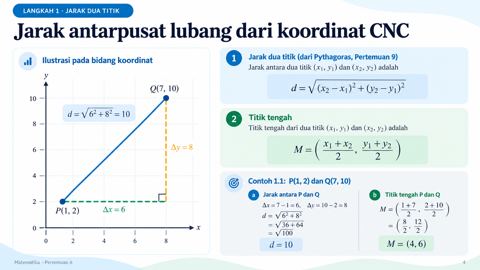 LANGKAH 1 · JARAK DUA TITIK
Jarak antarpusat lubang dari koordinat CNC
Ilustrasi pada bidang koordinat
y
Q(7, 10)
10
8
6
4
2
0
d = √(6² + 8²) = 10
Δy = 8
P(1, 2)
Δx = 6
x
0 2 4 6 8
1 Jarak dua titik (dari Pythagoras, Pertemuan 9)
Jarak antara dua titik (x₁, y₁) dan (x₂, y₂) adalah
d = √((x₂ − x₁)² + (y₂ − y₁)²)
2 Titik tengah
Titik tengah dari dua titik (x₁, y₁) dan (x₂, y₂) adalah
M = ( (x₁ + x₂)/2 , (y₁ + y₂)/2 )
Contoh 1.1: P(1, 2) dan Q(7, 10)
a Jarak antara P dan Q
Δx = 7 − 1 = 6, Δy = 10 − 2 = 8
d = √(6² + 8²)
= √(36 + 64)
= √100
d = 10
b Titik tengah P dan Q
M = ( (1 + 7)/2 , (2 + 10)/2 )
= ( 8/2 , 12/2 )
M = (4, 6)
Matematika - Pertemuan 6
4